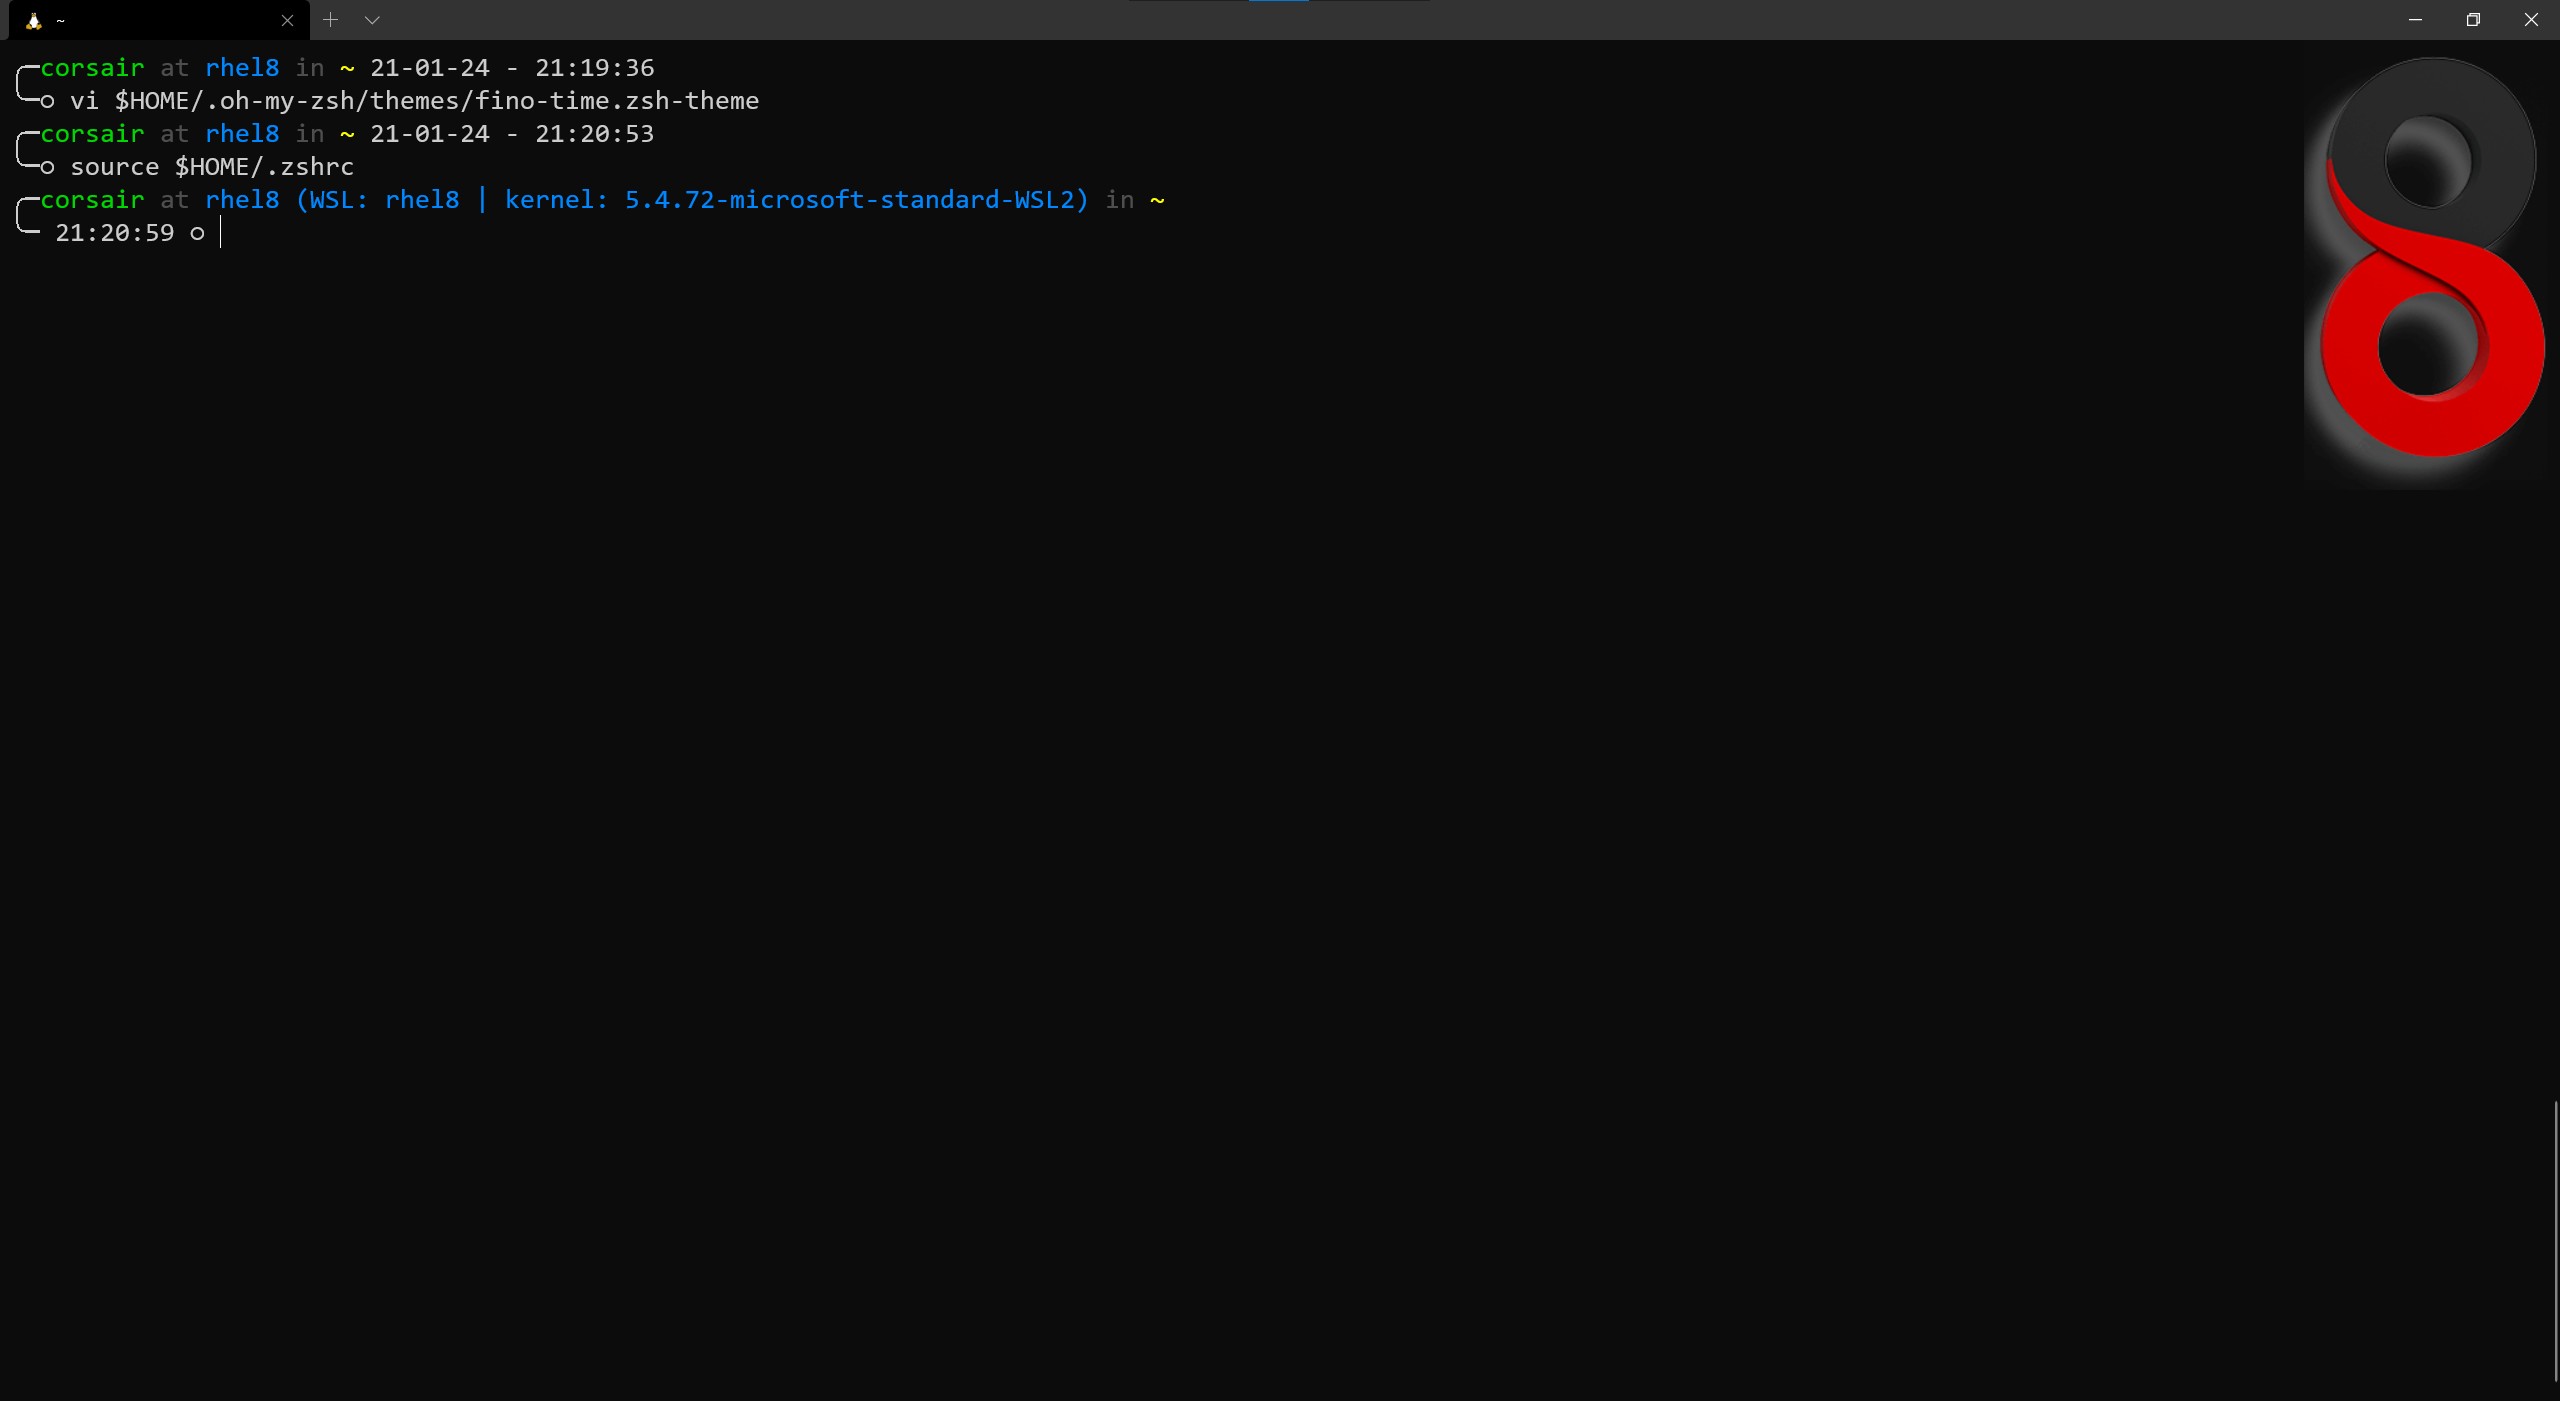 ~
╭─corsair at rhel8 in ~ 21-01-24 - 21:19:36
╰─○ vi $HOME/.oh-my-zsh/themes/fino-time.zsh-theme
╭─corsair at rhel8 in ~ 21-01-24 - 21:20:53
╰─○ source $HOME/.zshrc
╭─corsair at rhel8 (WSL: rhel8 | kernel: 5.4.72-microsoft-standard-WSL2) in ~
╰─ 21:20:59 ○
8